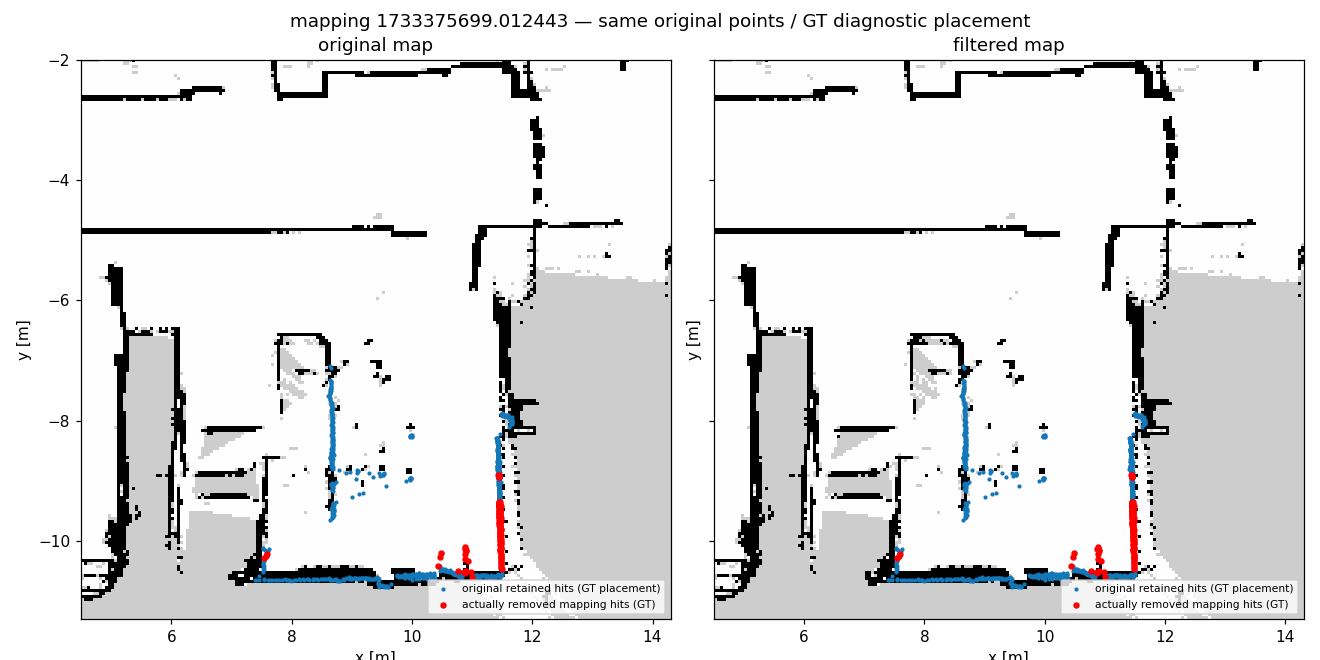 mapping 1733375699.012443 — same original points / GT diagnostic placement
original map
filtered map
−2
−4
−6
−8
−10
y [m]
y [m]
original retained hits (GT placement)
actually removed mapping hits (GT)
original retained hits (GT placement)
actually removed mapping hits (GT)
6 8 10 12 14
6 8 10 12 14
x [m]
x [m]